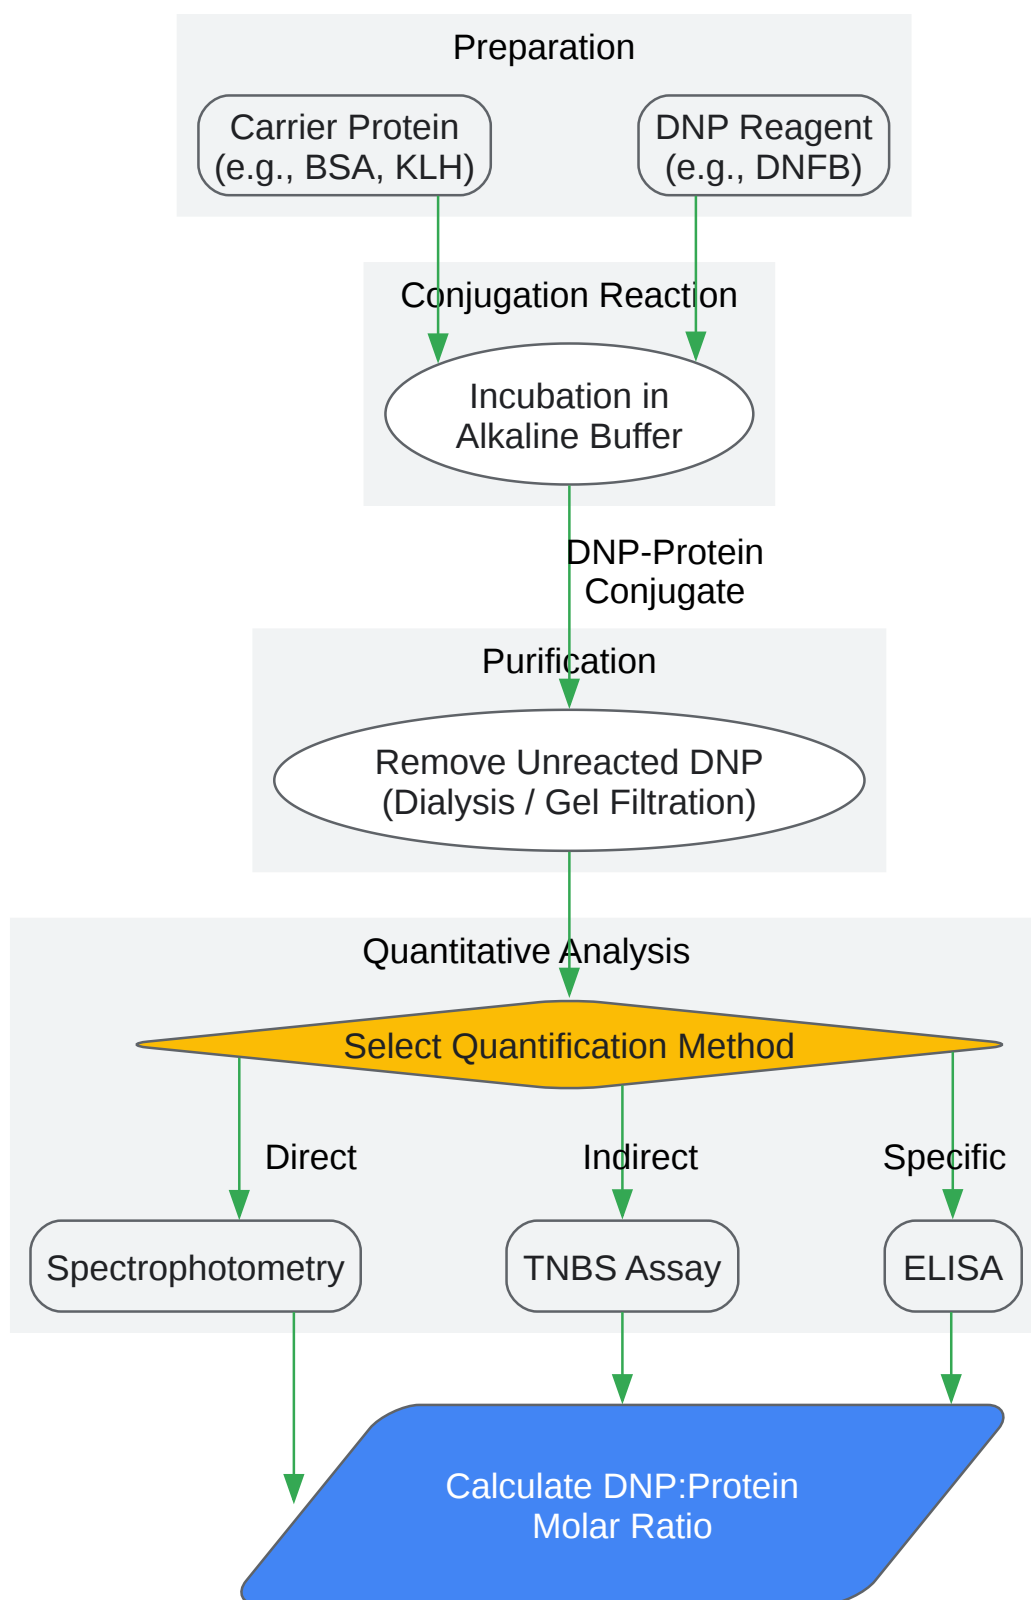 Preparation
Carrier Protein
(e.g., BSA, KLH)
DNP Reagent
(e.g., DNFB)
Conjugation Reaction
Incubation in
Alkaline Buffer
DNP-Protein
Conjugate
Purification
Remove Unreacted DNP
(Dialysis / Gel Filtration)
Quantitative Analysis
Select Quantification Method
Direct
Indirect
Specific
Spectrophotometry
TNBS Assay
ELISA
Calculate DNP:Protein
Molar Ratio